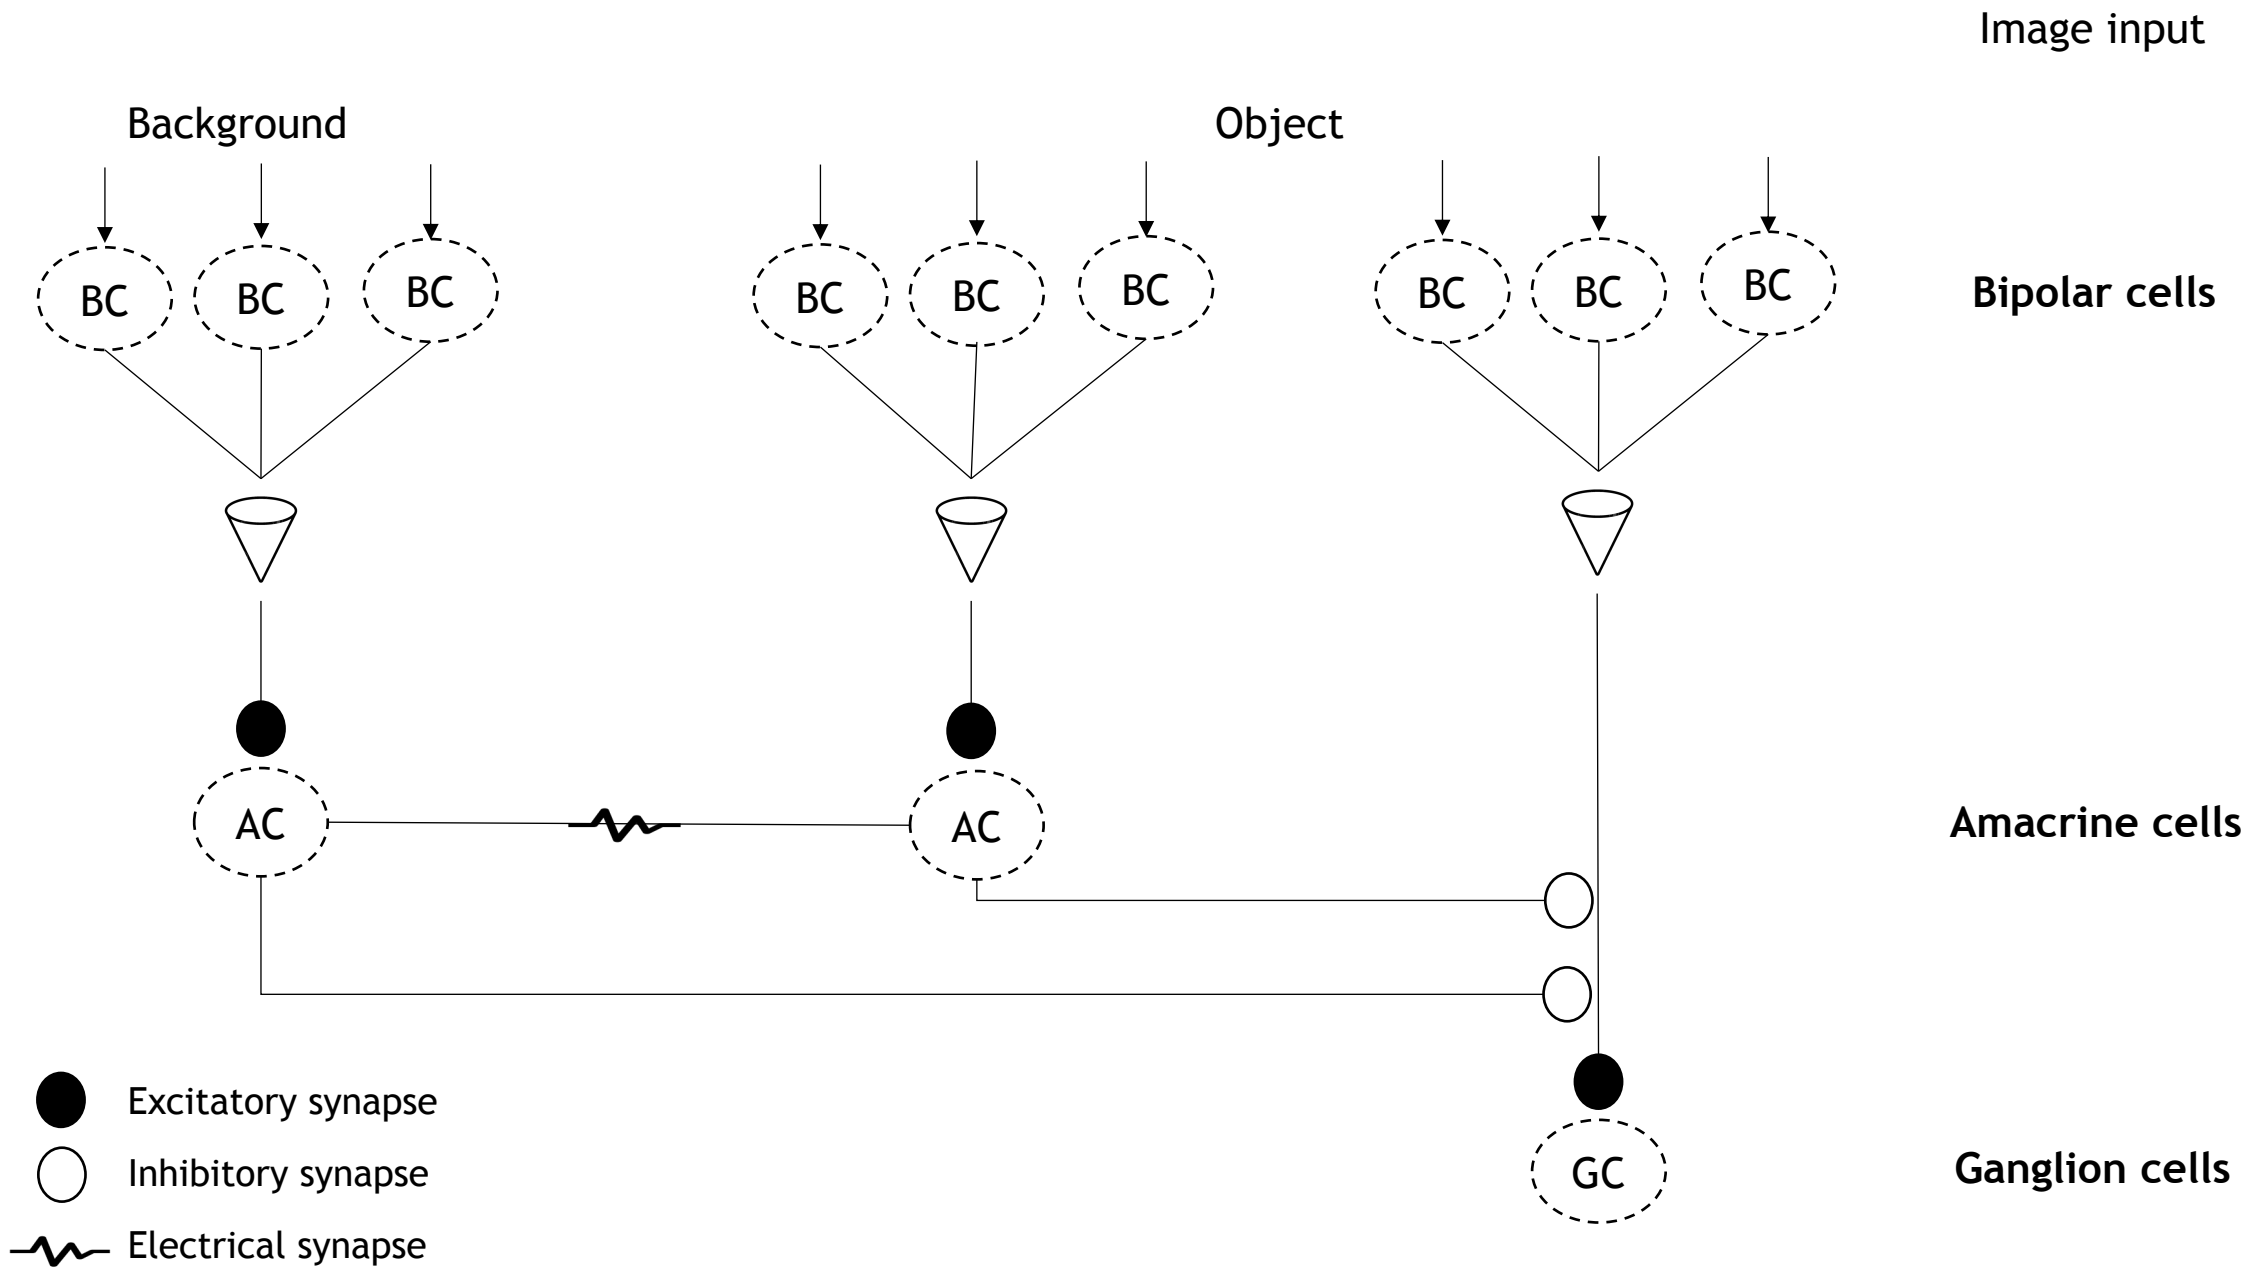 Image input
Background
Object
BC
BC
BC
BC
BC
BC
BC
BC
BC
Bipolar cells
AC
AC
Amacrine cells
Excitatory synapse
Inhibitory synapse
GC
Ganglion cells
Electrical synapse